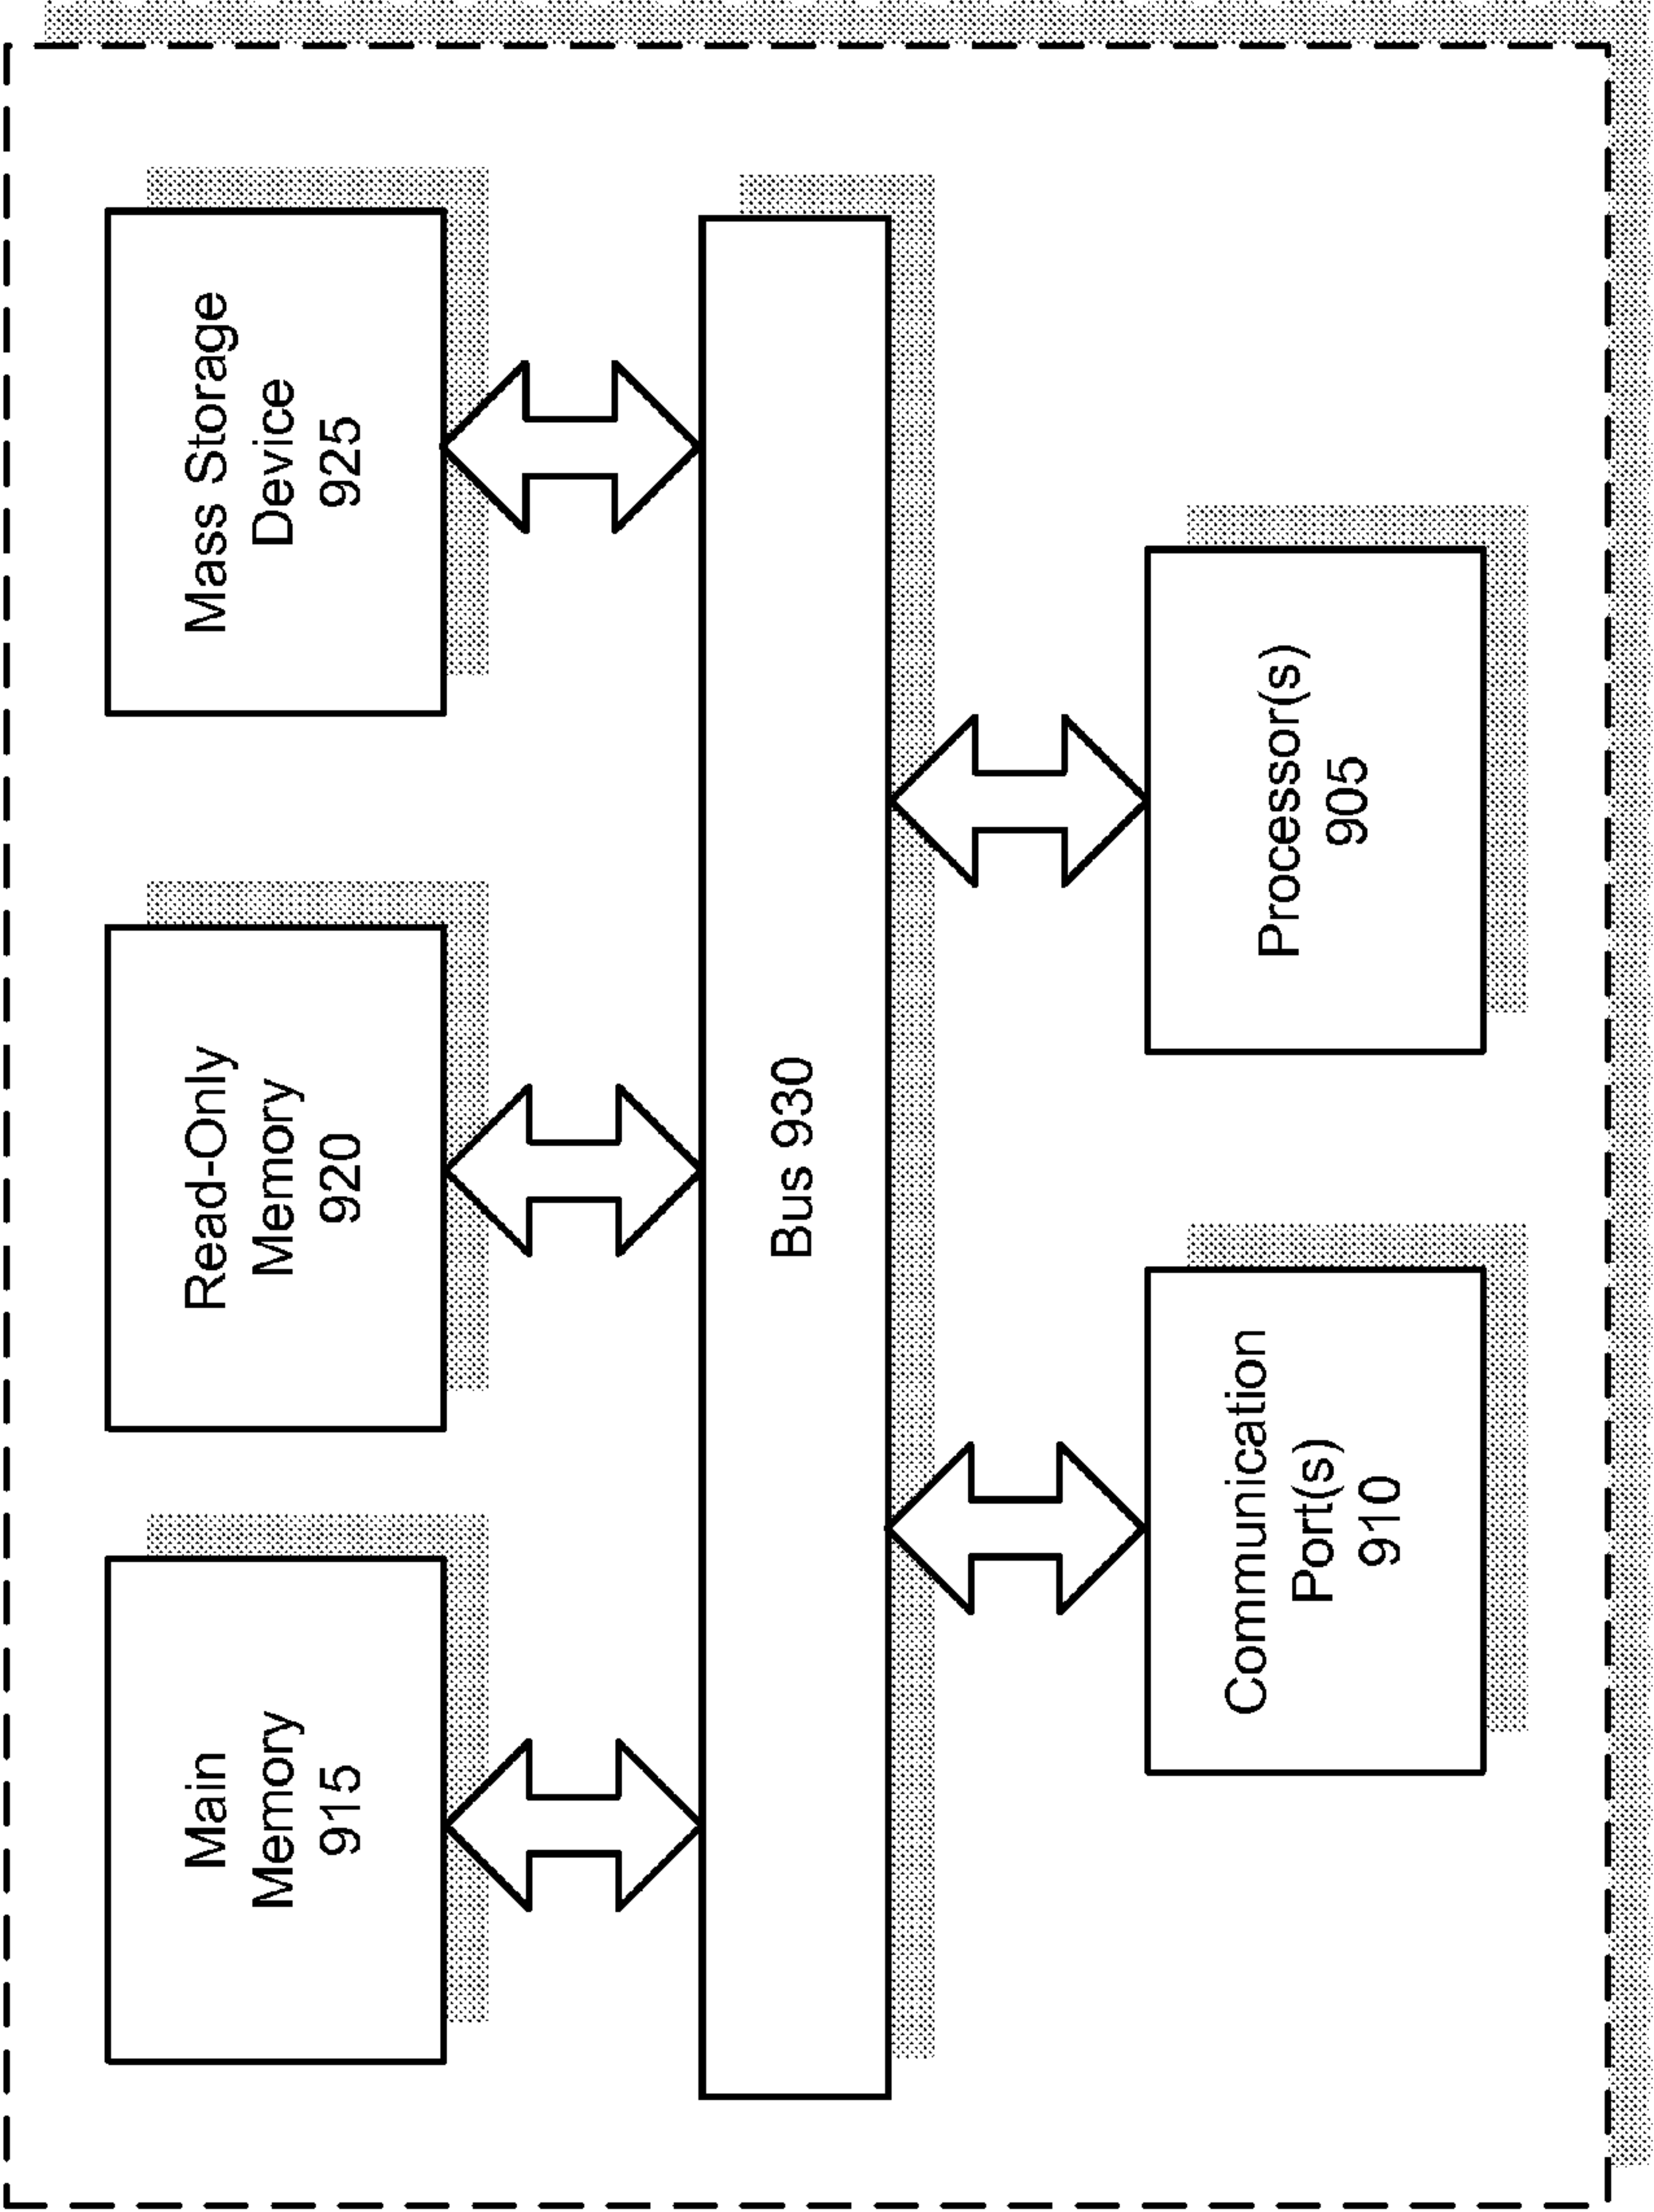 Main
Memory
915
Read-Only
Memory
920
Mass Storage
Device
925
Bus 930
Communication
Port(s)
910
Processor(s)
905